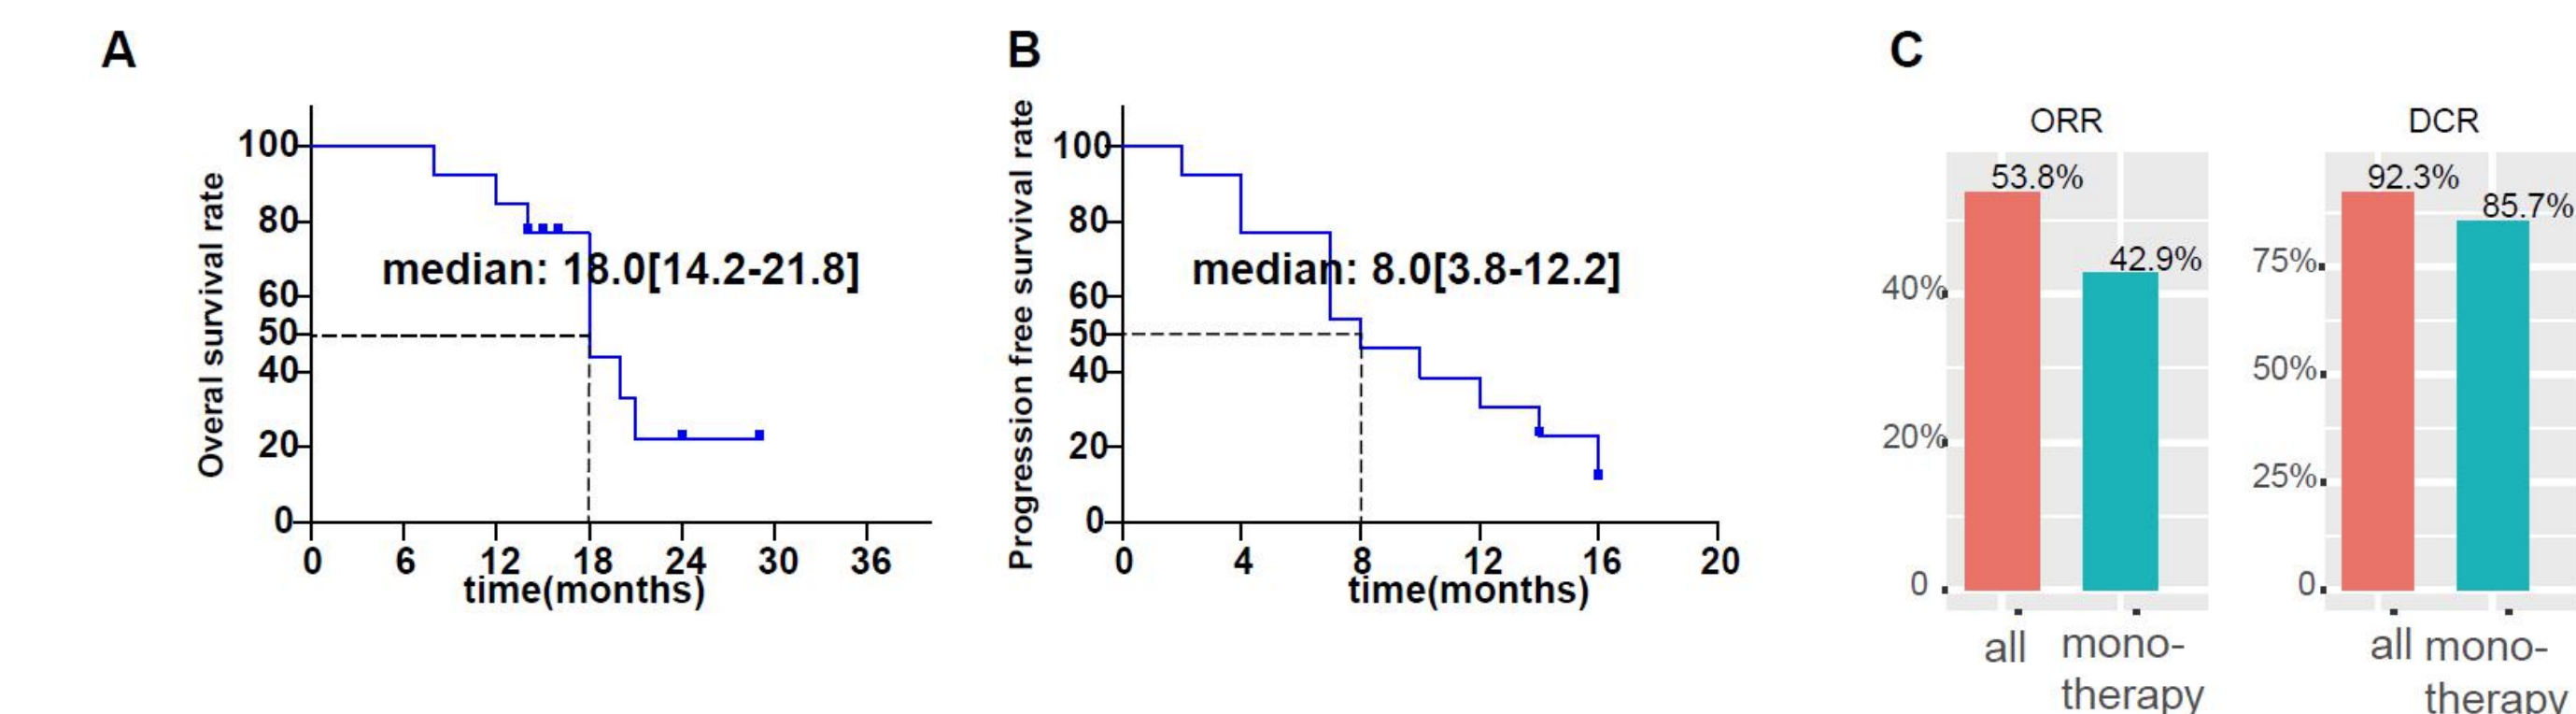 A
Overal survival rate
100
80
60
50
40
20
0
median: 18.0[14.2-21.8]
0 6 12 18 24 30 36
time(months)
B
Progression free survival rate
100
80
60
50
40
20
0
median: 8.0[3.8-12.2]
0 4 8 12 16 20
time(months)
C
ORR
53.8%
42.9%
40%
20%
0
all
mono-
therapy
DCR
92.3%
85.7%
75%
50%
25%
0
all
mono-
therapy